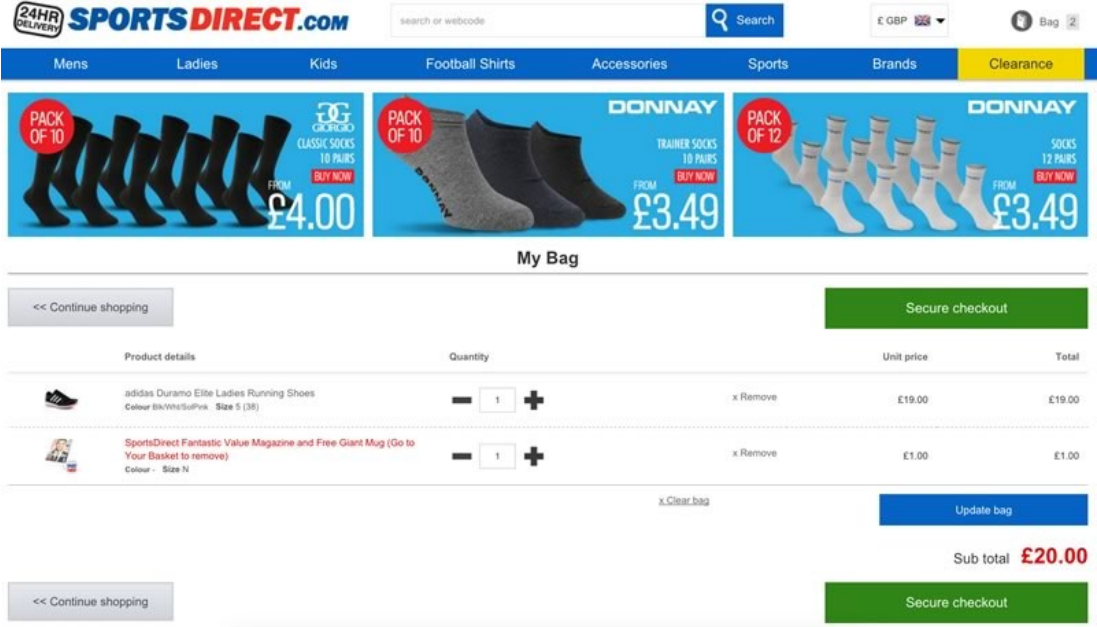 24HR
DELIVERY
SPORTSDIRECT.COM
search or webcode
Search
£ GBP
Bag 2
Mens
Ladies
Kids
Football Shirts
Accessories
Sports
Brands
Clearance
PACK
OF 10
GIORGIO
CLASSIC SOCKS
10 PAIRS
BUY NOW
FROM
£4.00
PACK
OF 10
DONNAY
DONNAY
TRAINER SOCKS
10 PAIRS
BUY NOW
FROM
£3.49
PACK
OF 12
DONNAY
SOCKS
12 PAIRS
BUY NOW
FROM
£3.49
My Bag
<< Continue shopping
Secure checkout
Product details
Quantity
Unit price
Total
adidas Duramo Elite Ladies Running Shoes
Colour Blk/Wht/SolPink Size 5 (38)
1
x Remove
£19.00
£19.00
SportsDirect Fantastic Value Magazine and Free Giant Mug (Go to
Your Basket to remove)
Colour - Size N
1
x Remove
£1.00
£1.00
x Clear bag
Update bag
Sub total £20.00
<< Continue shopping
Secure checkout